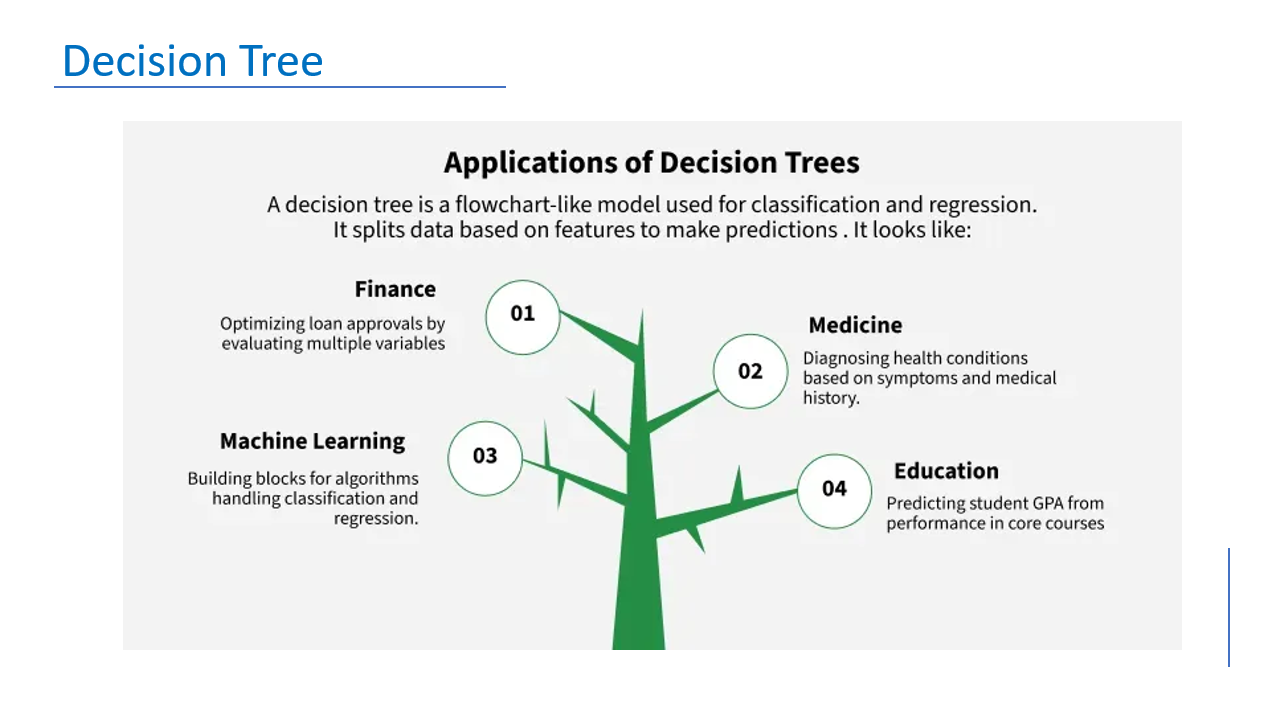 Decision Tree
Applications of Decision Trees
A decision tree is a flowchart-like model used for classification and regression.
It splits data based on features to make predictions . It looks like:
Finance
01
Optimizing loan approvals by
evaluating multiple variables
Medicine
02
Diagnosing health conditions
based on symptoms and medical
history.
Machine Learning
03
Building blocks for algorithms
handling classification and
regression.
Education
04
Predicting student GPA from
performance in core courses